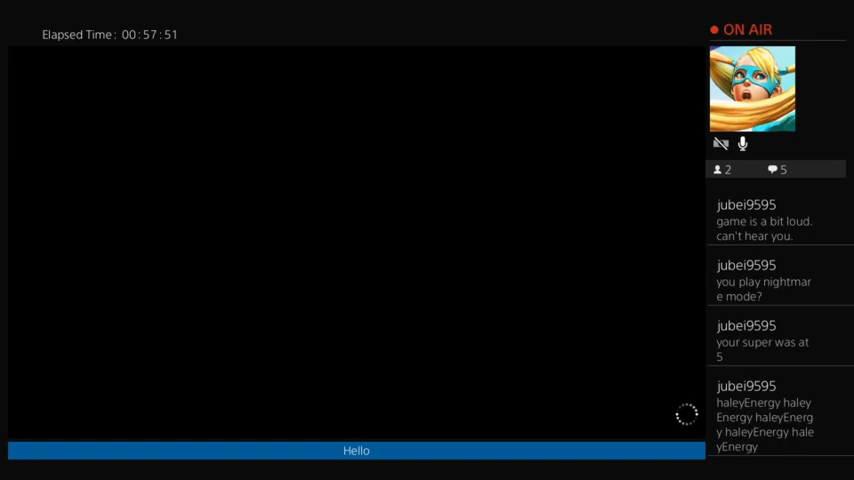 Elapsed Time: 00:57:51
ON AIR
2
5
jubei9595
game is a bit loud.
can't hear you.
jubei9595
you play nightmar
e mode?
jubei9595
your super was at
5
jubei9595
haleyEnergy haley
Energy haleyEnerg
y haleyEnergy hale
yEnergy
Hello